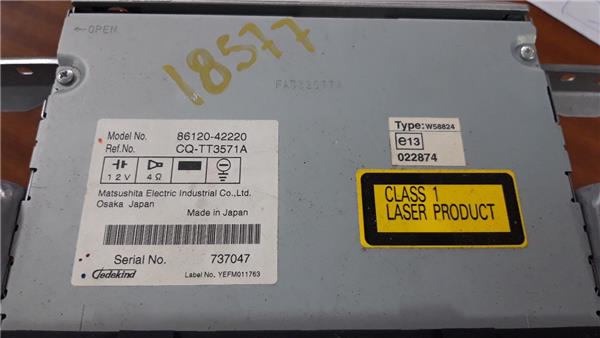 ←OPEN
18577
Model No. 86120-42220
Ref.No. CQ-TT3571A
12V 4Ω
Matsushita Electric Industrial Co.,Ltd.
Osaka Japan
Made in Japan
Serial No. 737047
Jedekind
Label No. YEFM011763
Type: W58824
e13
022874
CLASS 1
LASER PRODUCT